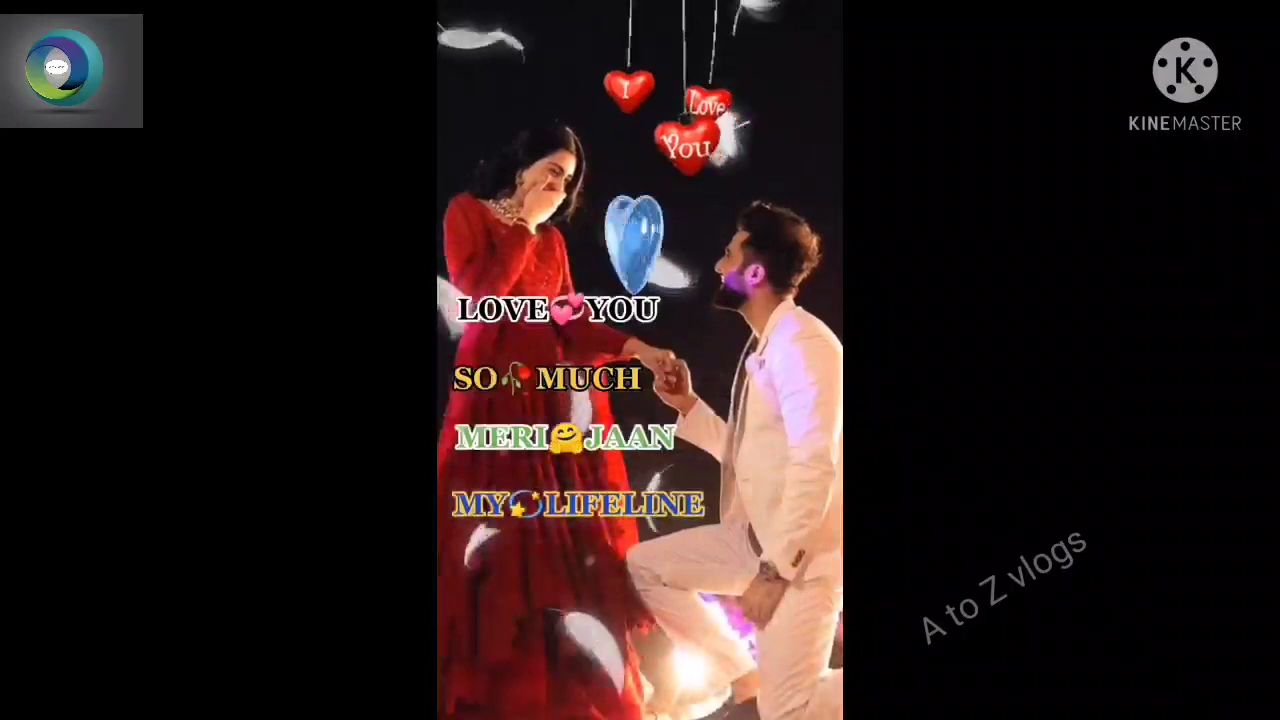 I
Love
You
LOVE💞YOU
SO🥀MUCH
MERI🤗JAAN
MY💫LIFELINE
K
KINEMASTER
A to Z vlogs